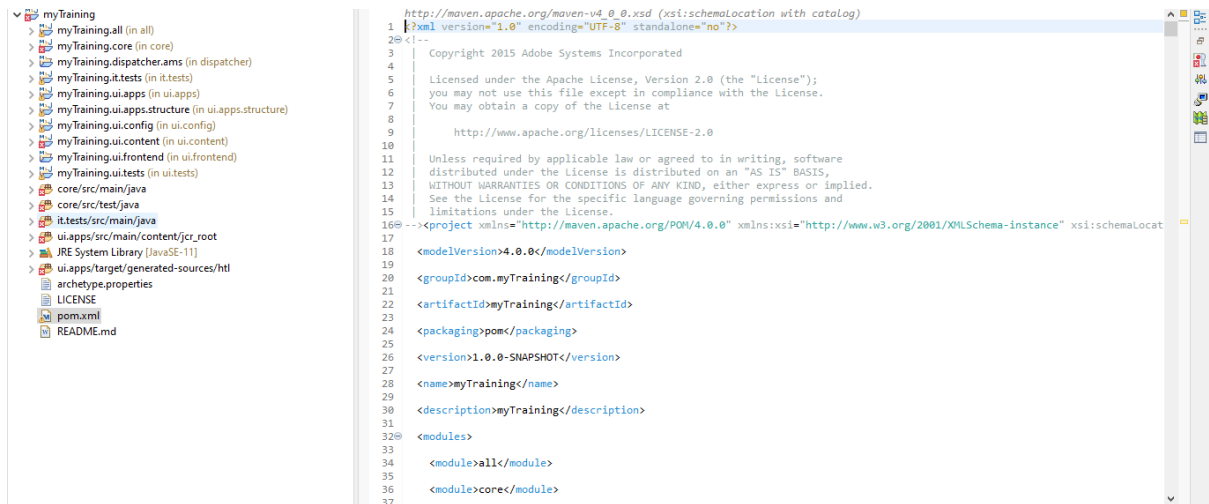 myTraining
myTraining.all (in all)
myTraining.core (in core)
myTraining.dispatcher.ams (in dispatcher)
myTraining.it.tests (in it.tests)
myTraining.ui.apps (in ui.apps)
myTraining.ui.apps.structure (in ui.apps.structure)
myTraining.ui.config (in ui.config)
myTraining.ui.content (in ui.content)
myTraining.ui.frontend (in ui.frontend)
myTraining.ui.tests (in ui.tests)
core/src/main/java
core/src/test/java
it.tests/src/main/java
ui.apps/src/main/content/jcr_root
JRE System Library [JavaSE-11]
ui.apps/target/generated-sources/htl
archetype.properties
LICENSE
pom.xml
README.md
http://maven.apache.org/maven-v4_0_0.xsd (xsi:schemaLocation with catalog)
1 <?xml version="1.0" encoding="UTF-8" standalone="no"?>
2 <!--
3 Copyright 2015 Adobe Systems Incorporated
4
5 Licensed under the Apache License, Version 2.0 (the "License");
6 you may not use this file except in compliance with the License.
7 You may obtain a copy of the License at
8
9 http://www.apache.org/licenses/LICENSE-2.0
10
11 Unless required by applicable law or agreed to in writing, software
12 distributed under the License is distributed on an "AS IS" BASIS,
13 WITHOUT WARRANTIES OR CONDITIONS OF ANY KIND, either express or implied.
14 See the License for the specific language governing permissions and
15 limitations under the License.
16 --><project xmlns="http://maven.apache.org/POM/4.0.0" xmlns:xsi="http://www.w3.org/2001/XMLSchema-instance" xsi:schemaLocat
17
18 <modelVersion>4.0.0</modelVersion>
19
20 <groupId>com.myTraining</groupId>
21
22 <artifactId>myTraining</artifactId>
23
24 <packaging>pom</packaging>
25
26 <version>1.0.0-SNAPSHOT</version>
27
28 <name>myTraining</name>
29
30 <description>myTraining</description>
31
32 <modules>
33
34 <module>all</module>
35
36 <module>core</module>
37